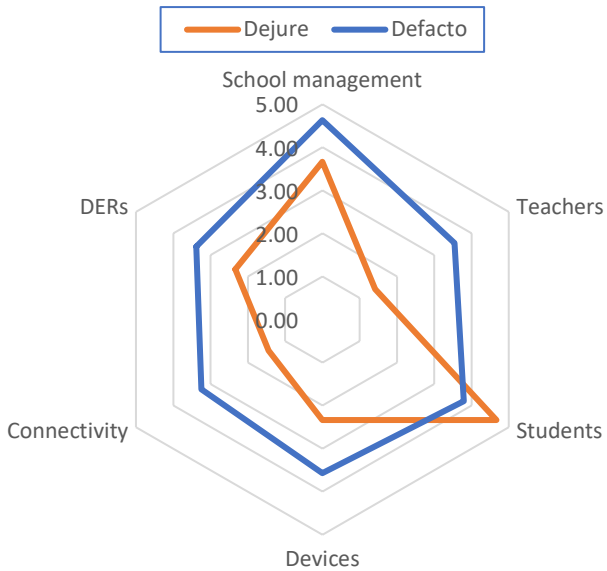 Dejure Defacto
School management
5.00
4.00
3.00
2.00
1.00
0.00
DERs
Teachers
Connectivity
Students
Devices